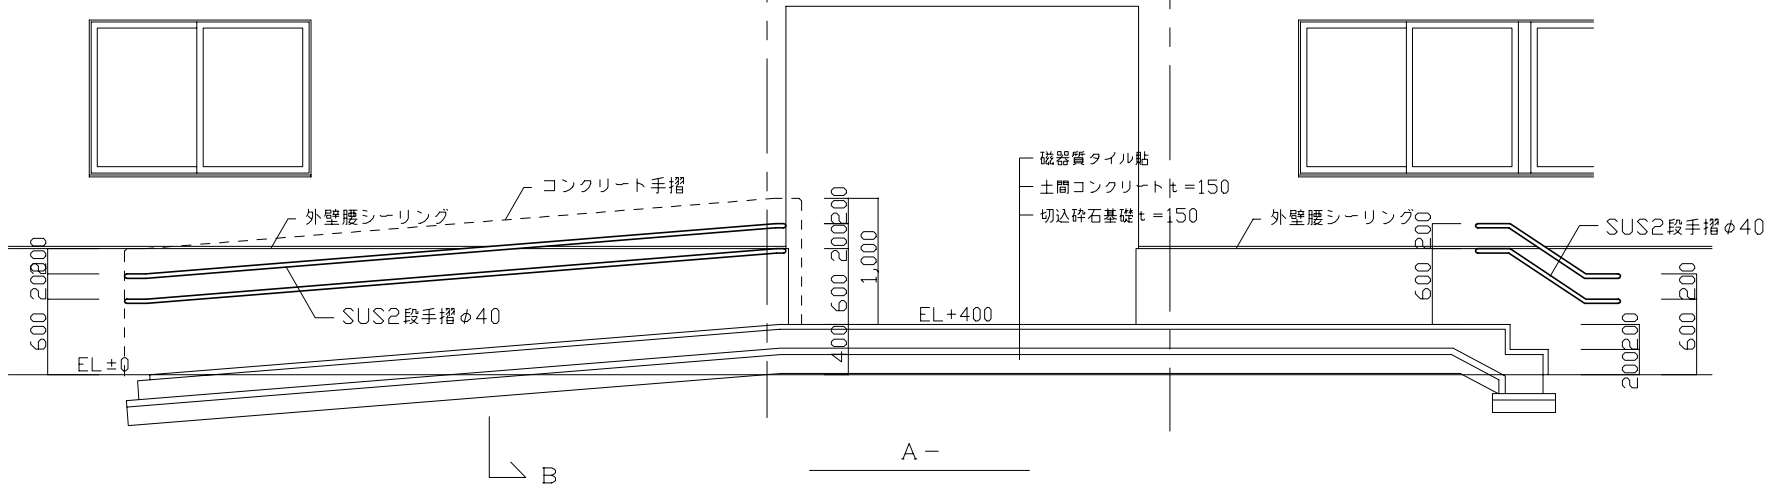 磁器質タイル貼
土間コンクリートt=150
切込砕石基礎t=150
コンクリート手摺
外壁腰シーリング
外壁腰シーリング
SUS2段手摺φ40
SUS2段手摺φ40
200
200
600
200
200
600
400
1,000
EL+400
EL±0
200
600
200
200
200
600
A-
B